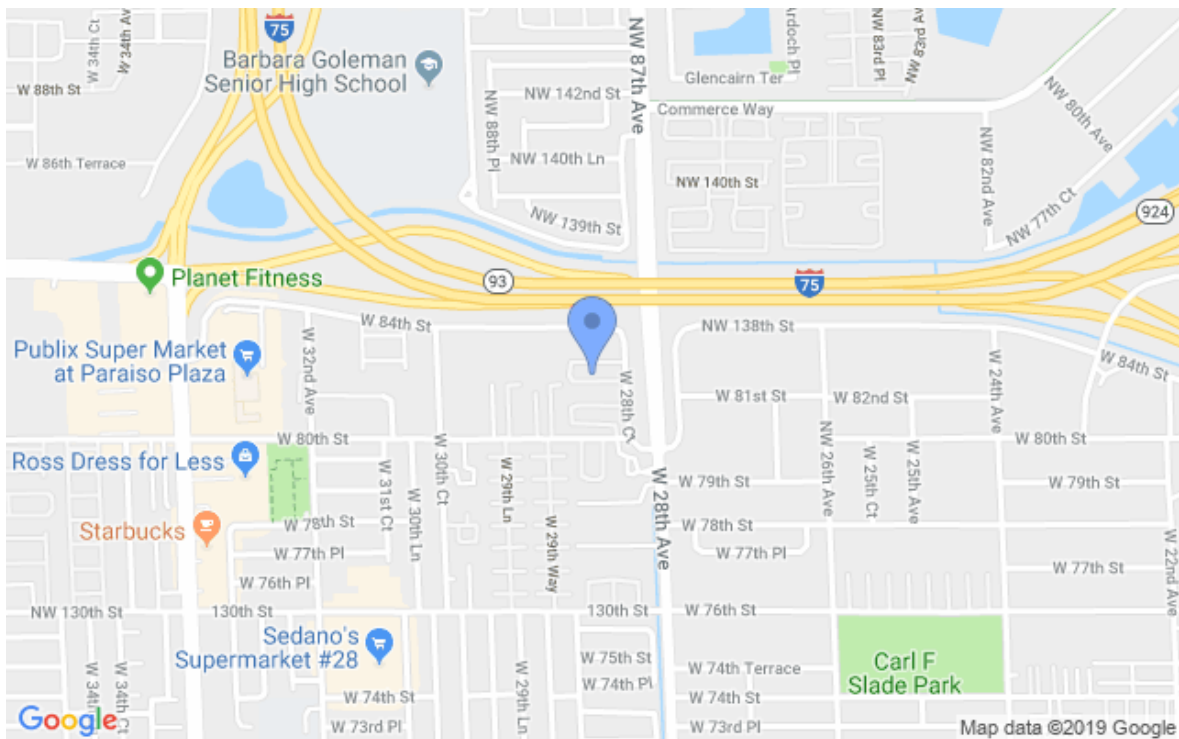 W 34th Ct
W 34th Av
75
Barbara Goleman
Senior High School
NW 87th Ave
Ardoch Pl
NW 83rd Pl
NW 83rd Ave
Glencairn Ter
W 88th St
NW 142nd St
NW 88th Pl
Commerce Way
NW 80th Ave
W 86th Terrace
NW 140th Ln
NW 140th St
NW 82nd Ave
NW 77th Ct
NW 139th St
924
Planet Fitness
93
75
W 84th St
NW 138th St
W 84th St
Publix Super Market
at Paraiso Plaza
W 32nd Ave
W 28th Ct
W 81st St
W 82nd St
W 24th Ave
W 80th St
W 80th St
Ross Dress for Less
W 31st Ct
W 30th Ct
W 29th Ln
W 28th Ave
W 79th St
NW 26th Ave
W 25th Ct
W 25th Ave
W 79th St
Starbucks
W 78th St
W 30th Ln
W 29th Way
W 78th St
W 77th Pl
W 77th Pl
W 77th St
W 22nd Ave
W 76th Pl
NW 130th St
130th St
130th St
W 76th St
Sedano's
Supermarket #28
W 34th Ave
W 34th Ct
W 29th Ln
W 75th St
W 74th Pl
W 74th Terrace
Carl F
Slade Park
W 74th St
W 74th St
W 73rd Pl
W 73rd Pl
Google
Map data ©2019 Google